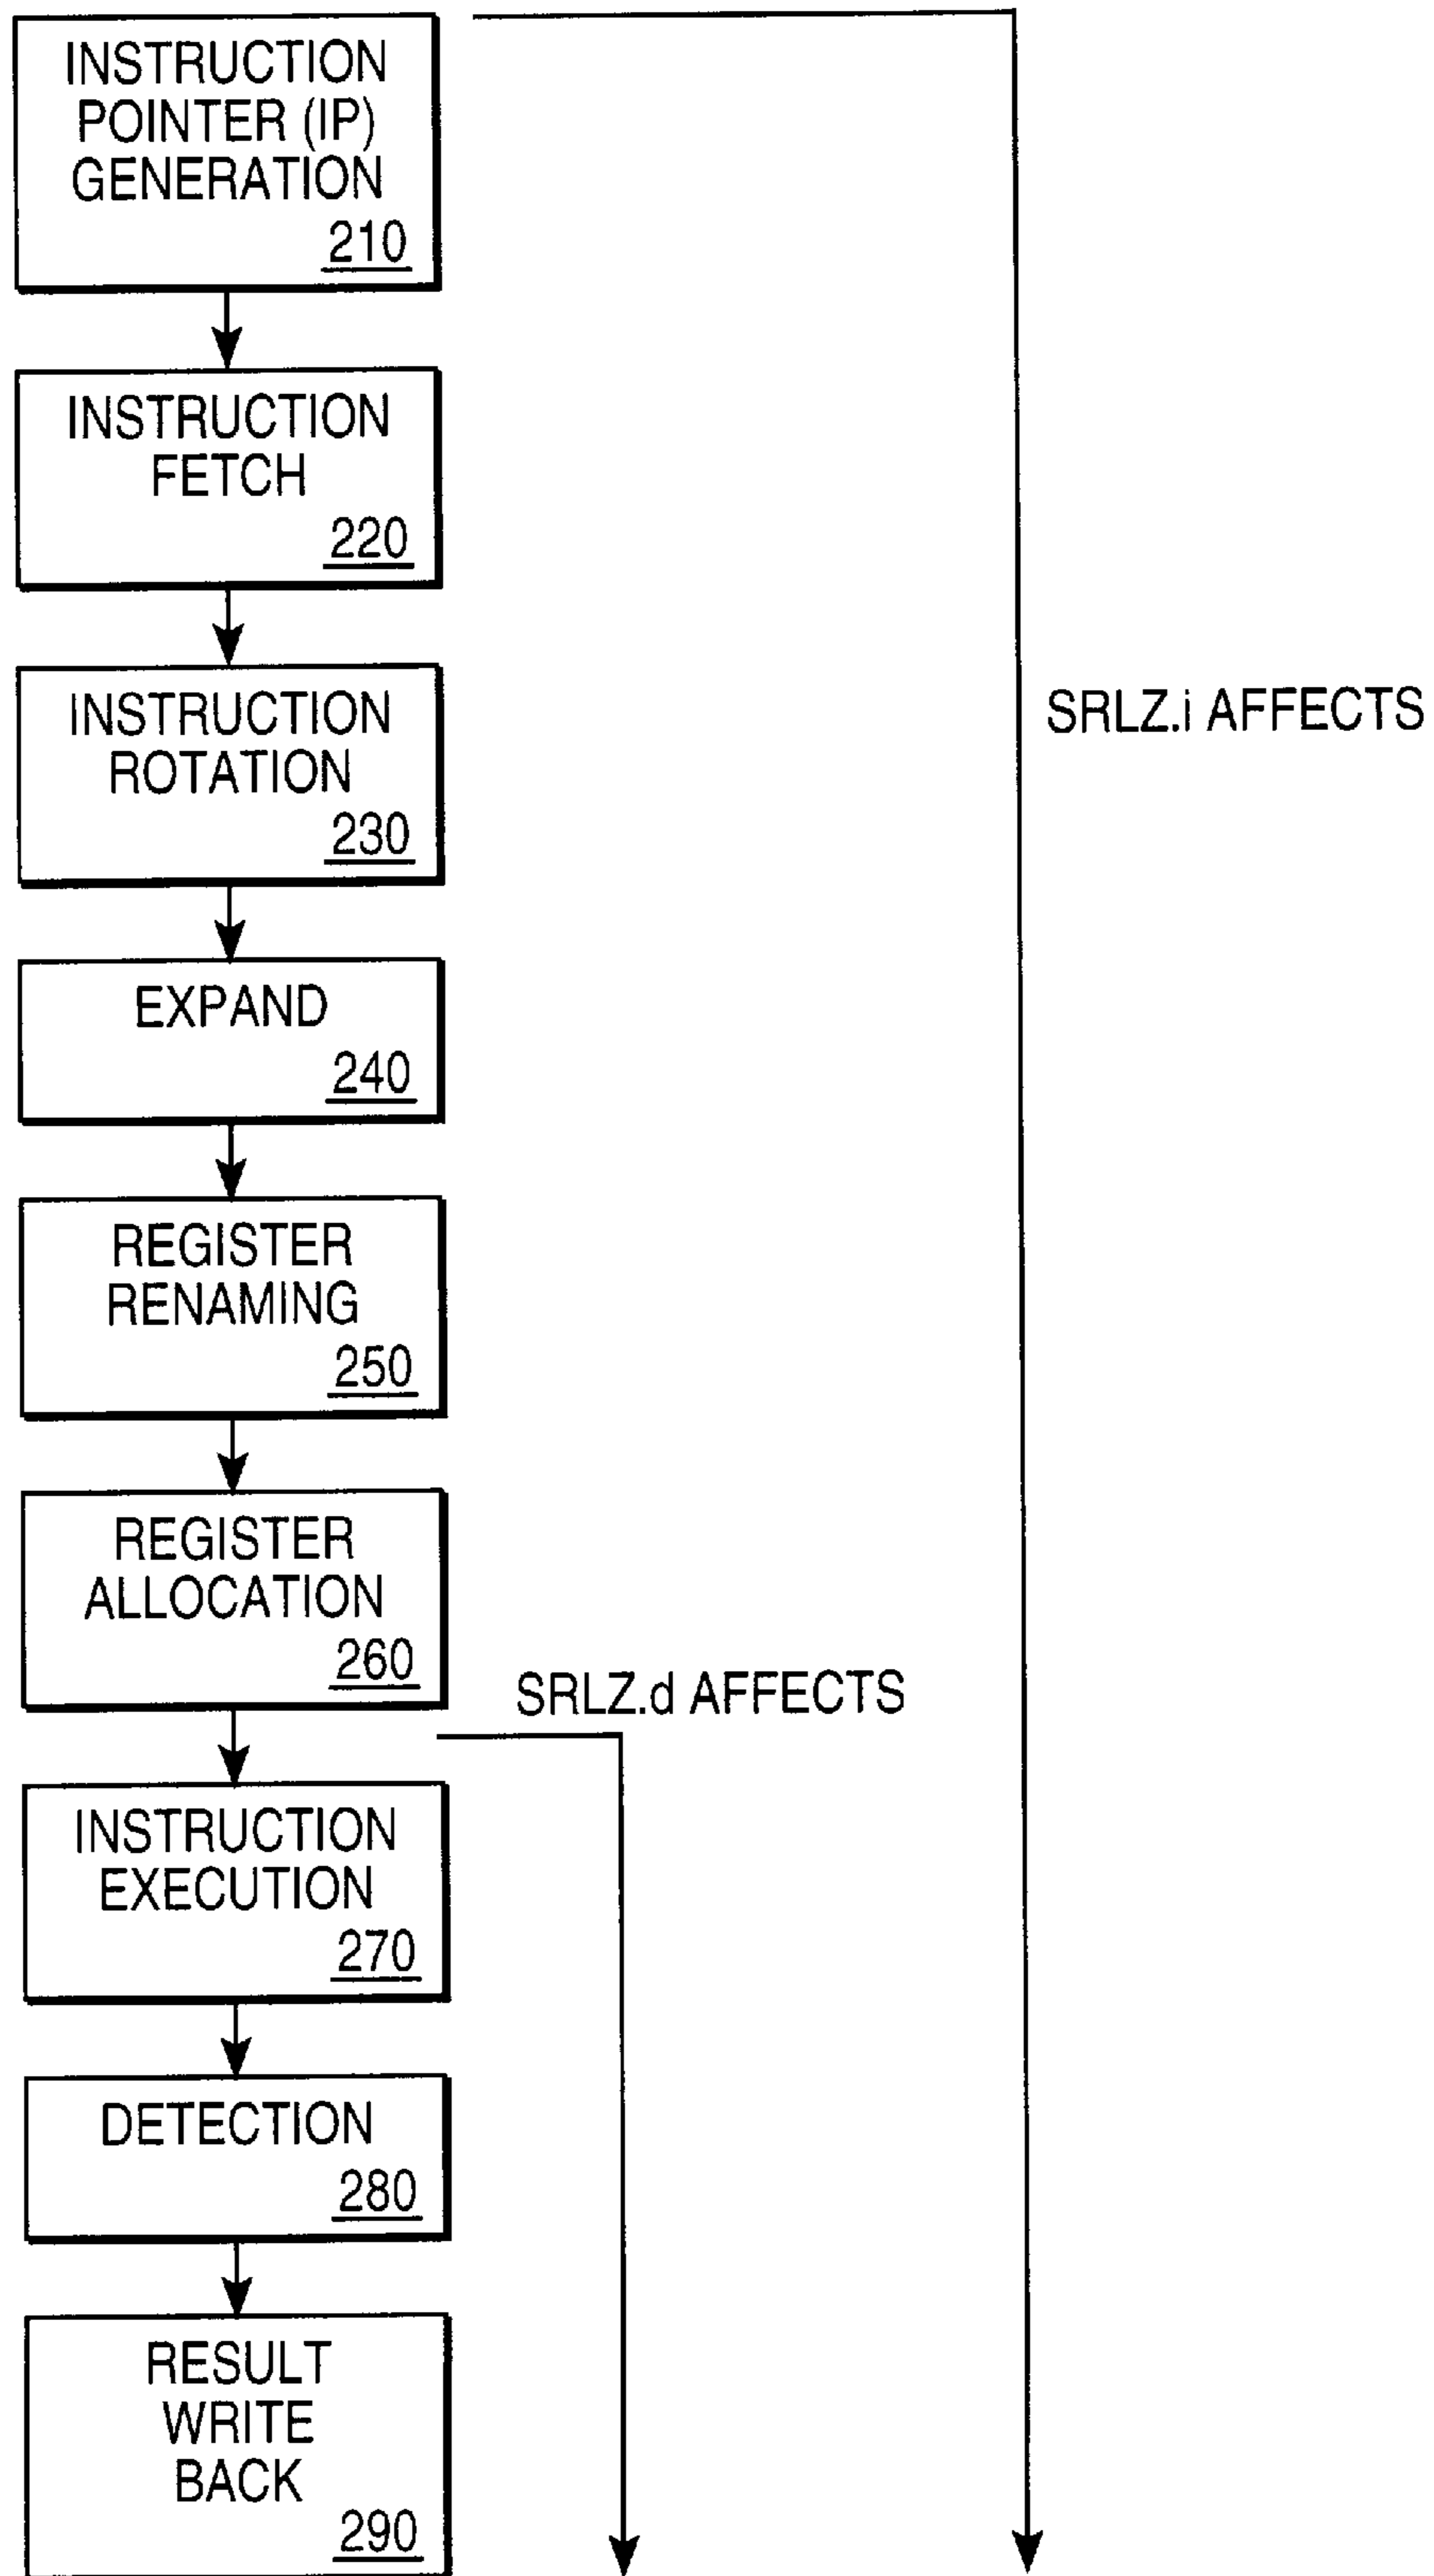 INSTRUCTION
POINTER (IP)
GENERATION
210
INSTRUCTION
FETCH
220
INSTRUCTION
ROTATION
230
SRLZ.i AFFECTS
EXPAND
240
REGISTER
RENAMING
250
REGISTER
ALLOCATION
260
SRLZ.d AFFECTS
INSTRUCTION
EXECUTION
270
DETECTION
280
RESULT
WRITE
BACK
290